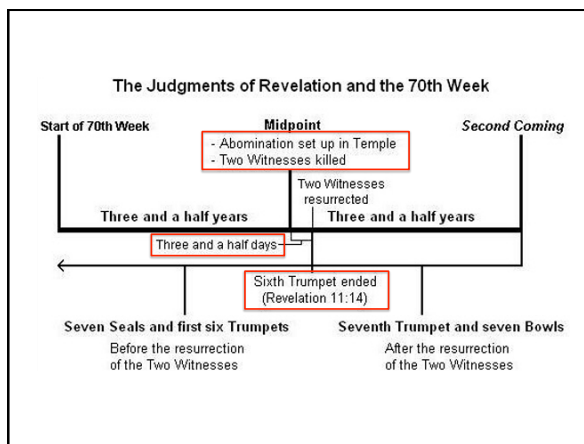 The Judgments of Revelation and the 70th Week
Start of 70th Week
Midpoint
Second Coming
- Abomination set up in Temple
- Two Witnesses killed
Two Witnesses
resurrected
Three and a half years
Three and a half years
Three and a half days
Sixth Trumpet ended
(Revelation 11:14)
Seven Seals and first six Trumpets
Before the resurrection
of the Two Witnesses
Seventh Trumpet and seven Bowls
After the resurrection
of the Two Witnesses